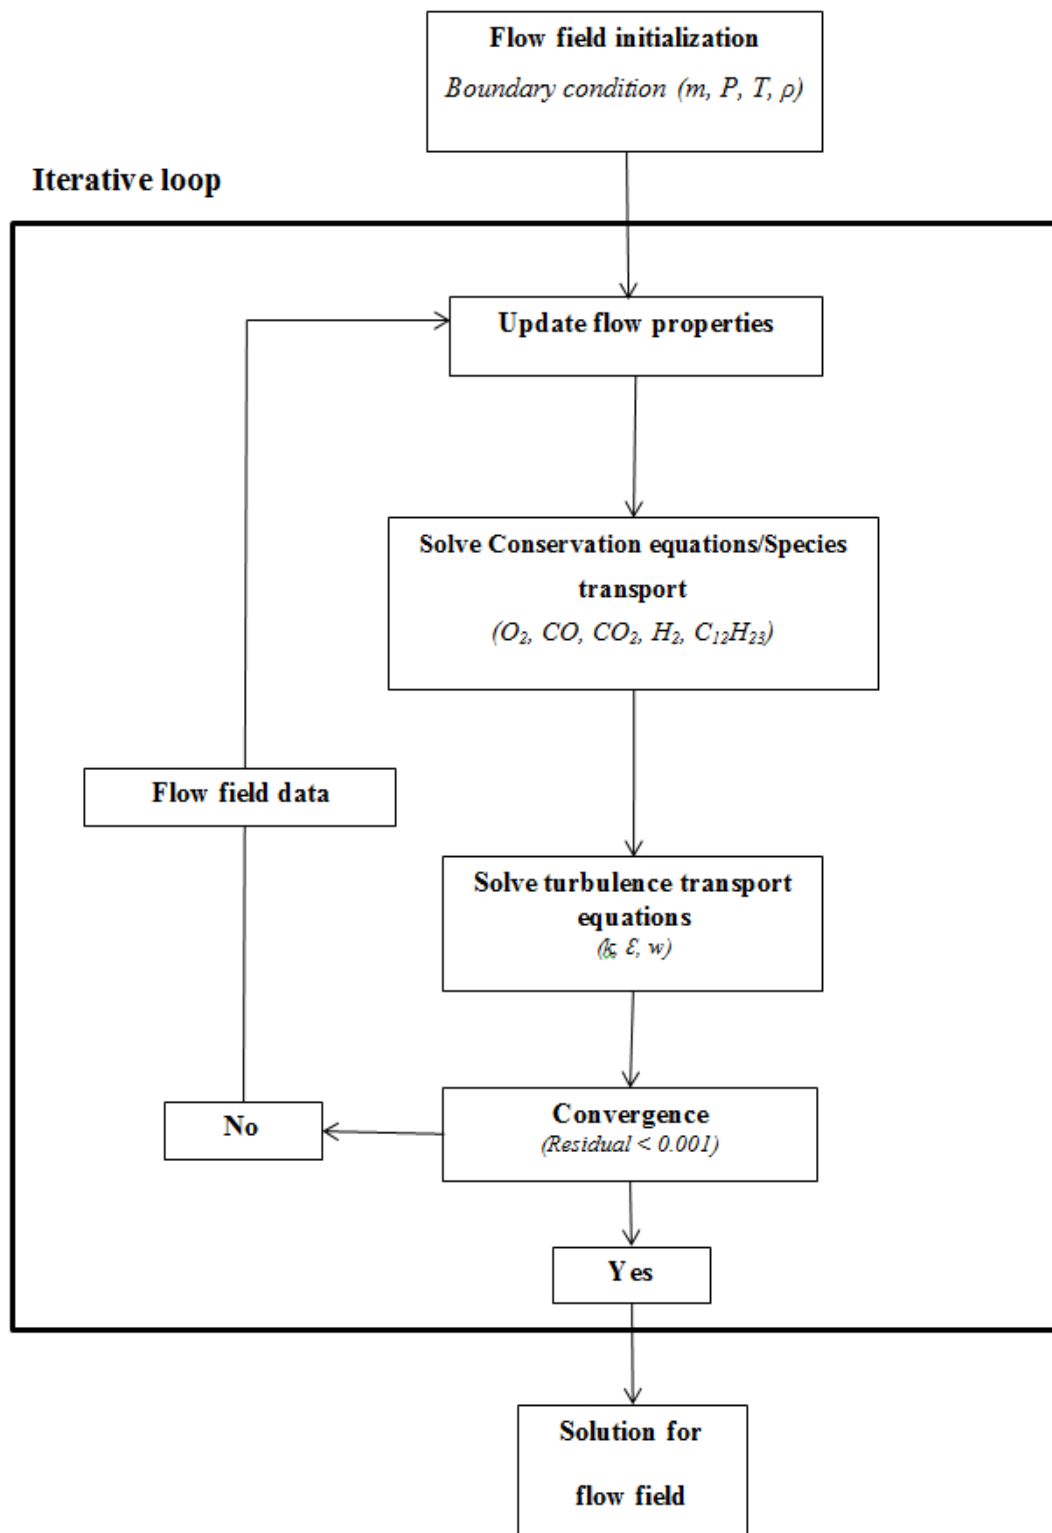 Flow field initialization
Boundary condition (m, P, T, ρ)
Iterative loop
Update flow properties
Solve Conservation equations/Species
transport
(O₂, CO, CO₂, H₂, C₁₂H₂₃)
Flow field data
Solve turbulence transport
equations
(k, Ɛ, w)
Convergence
(Residual < 0.001)
No
Yes
Solution for
flow field